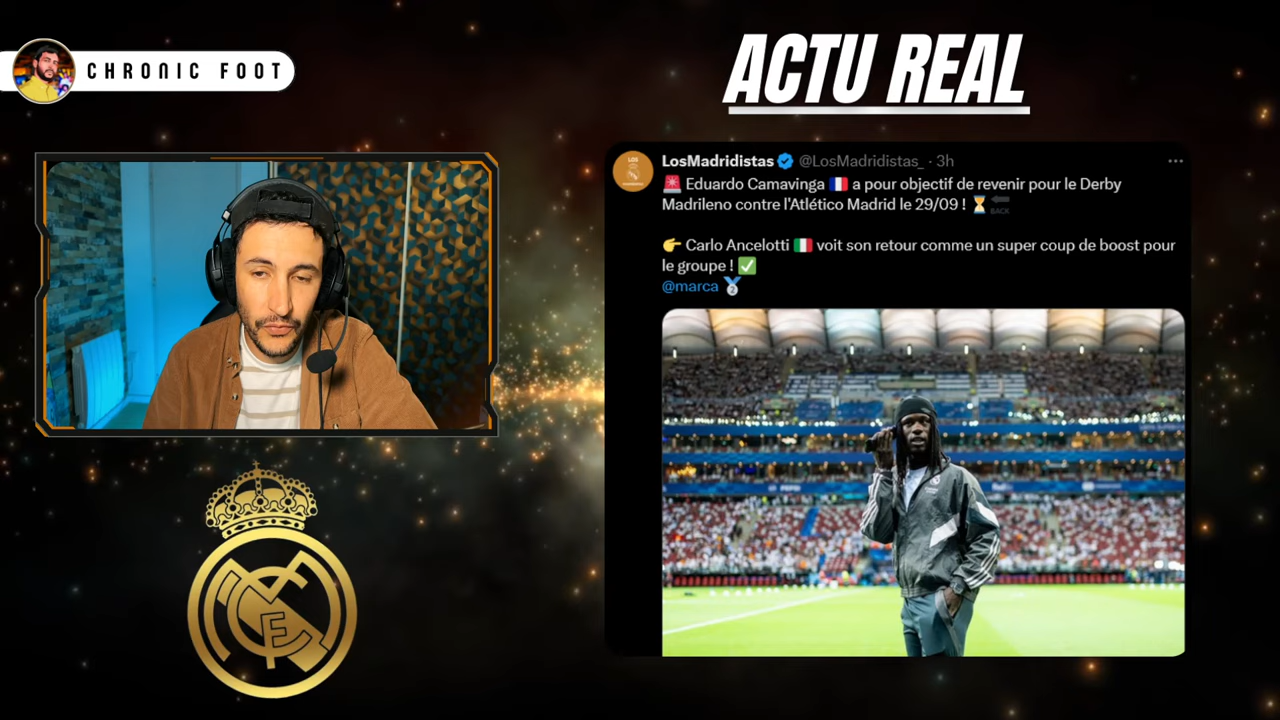 CHRONIC FOOT
ACTU REAL
LosMadridistas @LosMadridistas_ · 3h
🚨 Eduardo Camavinga 🇫🇷 a pour objectif de revenir pour le Derby
Madrileno contre l'Atlético Madrid le 29/09 ! ⏳ 🔙
👉 Carlo Ancelotti 🇮🇹 voit son retour comme un super coup de boost pour
le groupe ! ✅
@marca 🥈